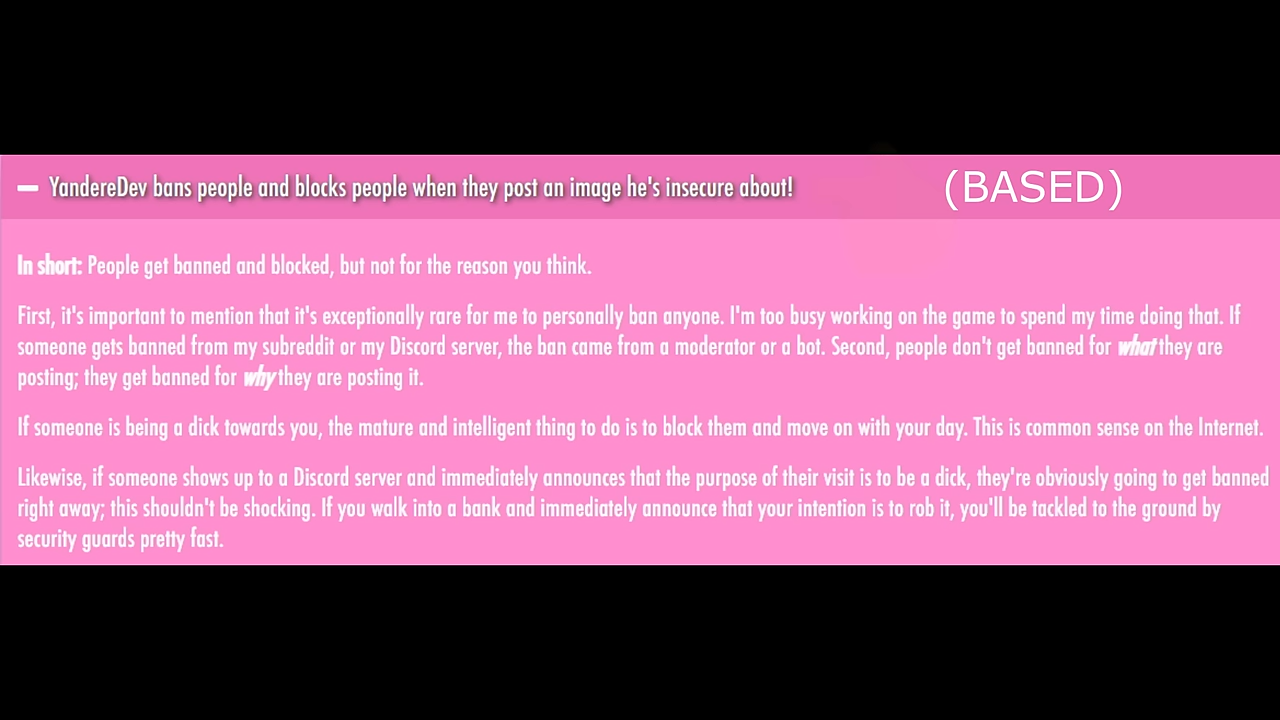 YandereDev bans people and blocks people when they post an image he's insecure about! (BASED)
In short: People get banned and blocked, but not for the reason you think.
First, it's important to mention that it's exceptionally rare for me to personally ban anyone. I'm too busy working on the game to spend my time doing that. If
someone gets banned from my subreddit or my Discord server, the ban came from a moderator or a bot. Second, people don't get banned for what they are
posting; they get banned for why they are posting it.
If someone is being a dick towards you, the mature and intelligent thing to do is to block them and move on with your day. This is common sense on the Internet.
Likewise, if someone shows up to a Discord server and immediately announces that the purpose of their visit is to be a dick, they're obviously going to get banned
right away; this shouldn't be shocking. If you walk into a bank and immediately announce that your intention is to rob it, you'll be tackled to the ground by
security guards pretty fast.